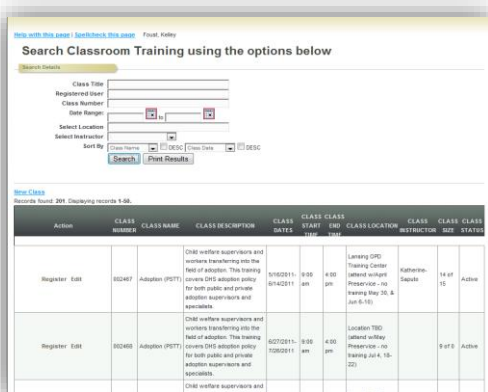 Help with this page | Spellcheck this page Foust, Kelley
Search Classroom Training using the options below
Search Details
Class Title
Registered User
Class Number
Date Range: to
Select Location
Select Instructor
Sort By Class Name DESC Class Date DESC
Search Print Results
New Class
Records found: 201. Displaying records 1-50.
Action CLASS NUMBER CLASS NAME CLASS DESCRIPTION CLASS DATES CLASS START TIME CLASS END TIME CLASS LOCATION CLASS INSTRUCTOR CLASS SIZE CLASS STATUS
Child welfare supervisors and
workers transferring into the
field of adoption. This training
covers DHS adoption policy
for both public and private
adoption supervisors and
specialists.
Register Edit 002467 Adoption (PSTT)
5/16/2011-
6/14/2011
9:00
am
4:00
pm
Lansing OPD
Training Center
(attend w/April
Preservice - no
training May 30, &
Jun 6-10)
Katherine-
Saputo
14 of
15
Active
Child welfare supervisors and
workers transferring into the
field of adoption. This training
covers DHS adoption policy
for both public and private
adoption supervisors and
specialists.
Register Edit 002468 Adoption (PSTT)
6/27/2011-
7/26/2011
9:00
am
4:00
pm
Location TBD
(attend w/May
Preservice - no
training Jul 4, 18-
22)
Active
Child welfare supervisors and